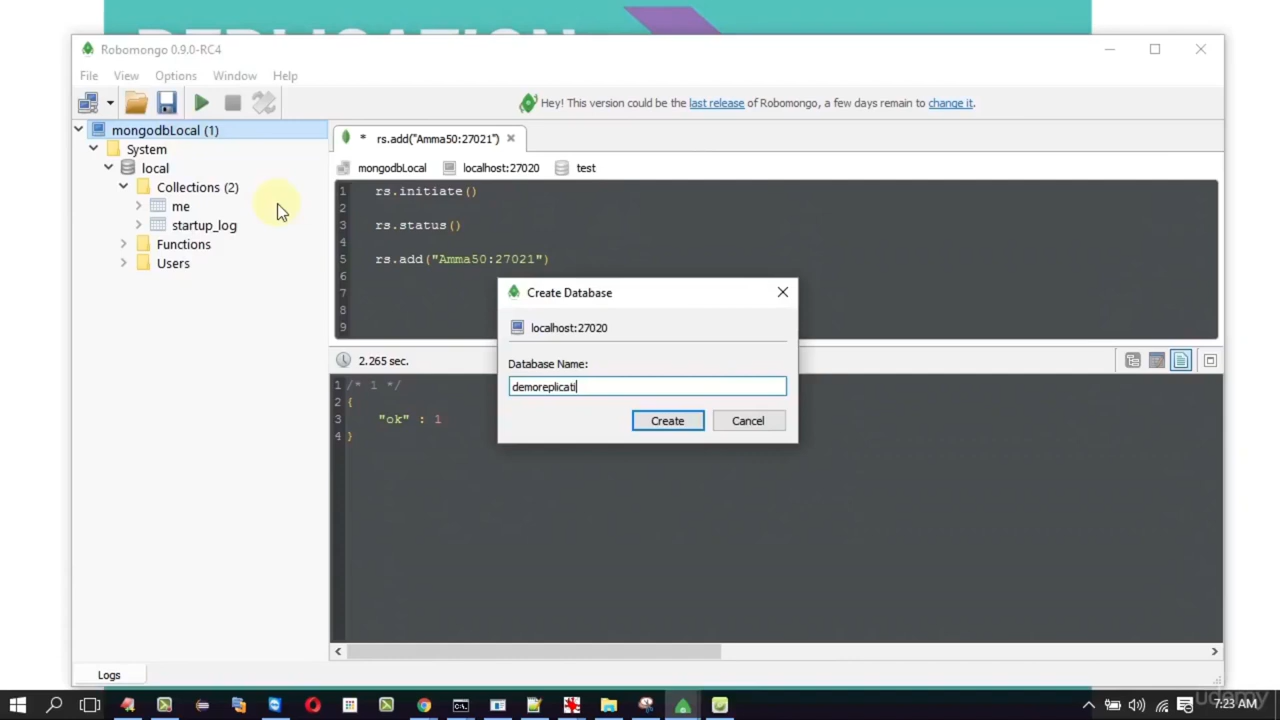 REPLICATION
Robomongo 0.9.0-RC4
File View Options Window Help
Hey! This version could be the last release of Robomongo, a few days remain to change it.
mongodbLocal (1)
System
local
Collections (2)
me
startup_log
Functions
Users
* rs.add("Amma50:27021")
mongodbLocal localhost:27020 test
1 rs.initiate()
2
3 rs.status()
4
5 rs.add("Amma50:27021")
6
7
8
9
Create Database
localhost:27020
Database Name:
demoreplicati
Create Cancel
2.265 sec.
1 /* 1 */
2 {
3 "ok" : 1
4 }
Logs
udemy
7:23 AM